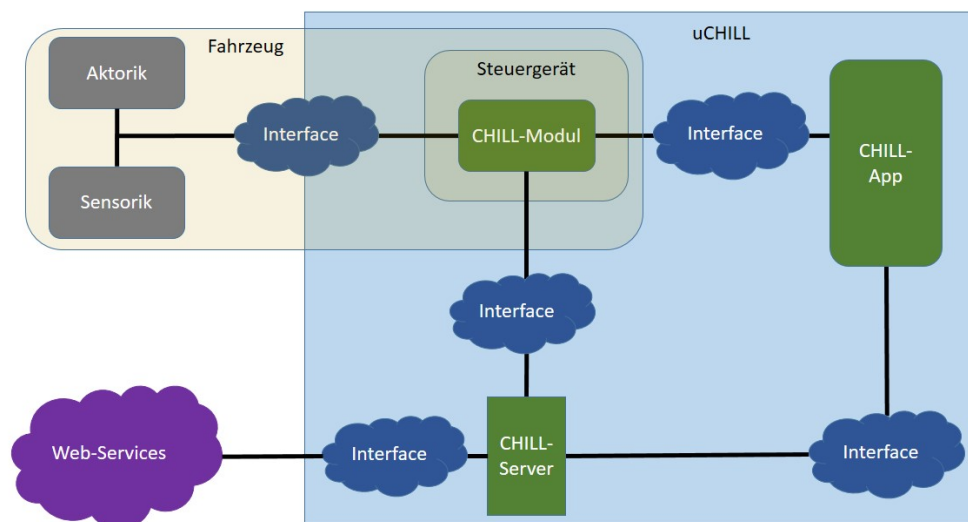 Fahrzeug
uCHILL
Aktorik
Steuergerät
Interface
CHILL-Modul
Interface
CHILL-
App
Sensorik
Interface
Web-Services
Interface
CHILL-
Server
Interface